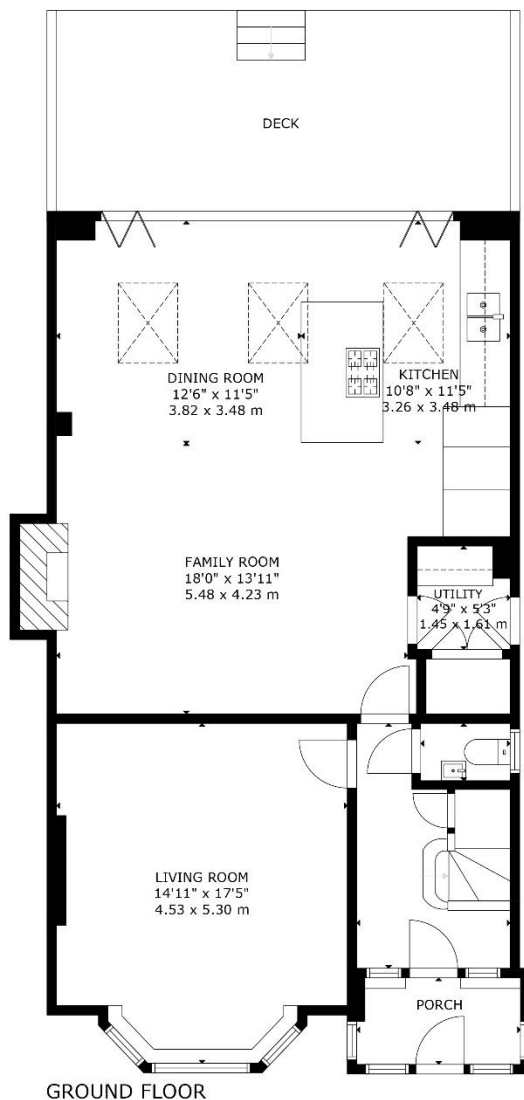 DECK
DINING ROOM
12'6" x 11'5"
3.82 x 3.48 m
KITCHEN
10'8" x 11'5"
3.26 x 3.48 m
FAMILY ROOM
18'0" x 13'11"
5.48 x 4.23 m
UTILITY
4'9" x 5'3"
1.45 x 1.61 m
LIVING ROOM
14'11" x 17'5"
4.53 x 5.30 m
PORCH
GROUND FLOOR